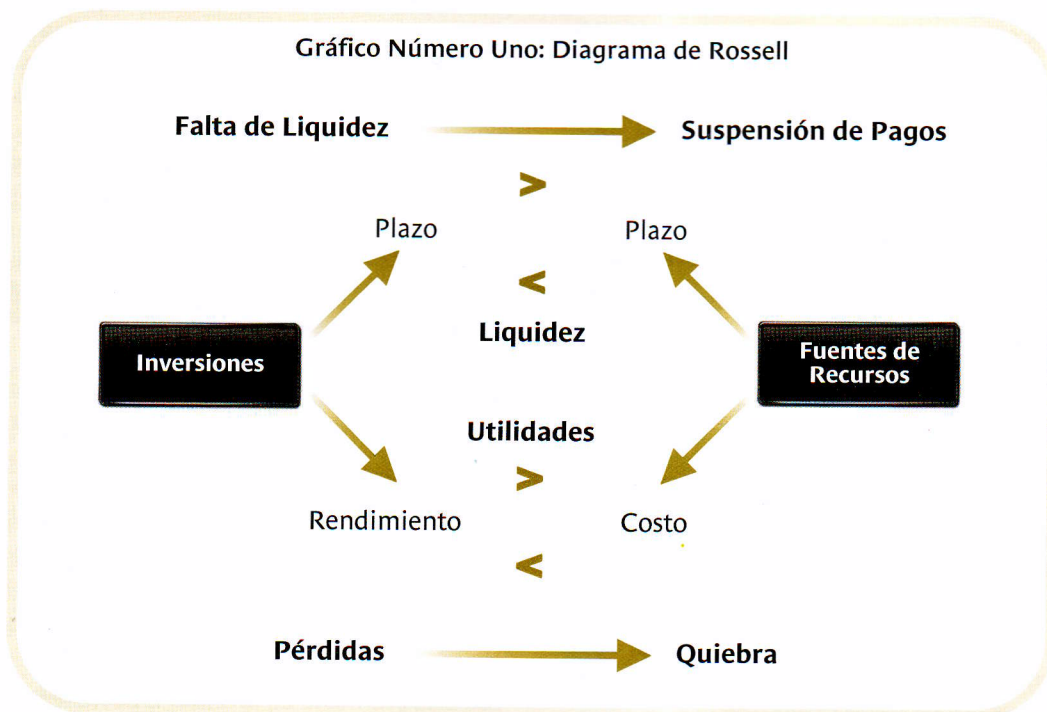 Gráfico Número Uno: Diagrama de Rossell
Falta de Liquidez
Suspensión de Pagos
>
Plazo
Plazo
<
Liquidez
Inversiones
Fuentes de
Recursos
Utilidades
>
Rendimiento
Costo
<
Pérdidas
Quiebra